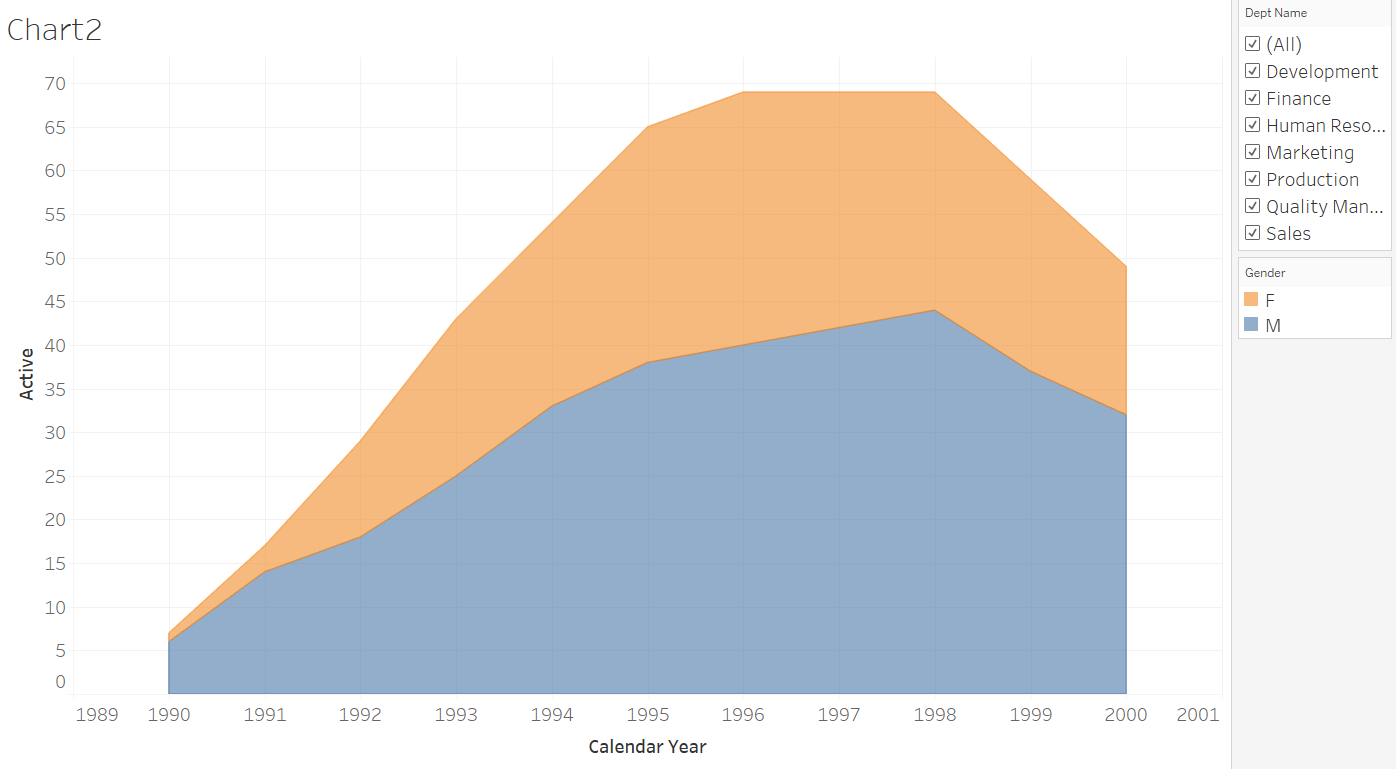 Chart2
70
65
60
55
50
45
40
35
30
25
20
15
10
5
0
Active
1989 1990 1991 1992 1993 1994 1995 1996 1997 1998 1999 2000 2001
Calendar Year
Dept Name
(All)
Development
Finance
Human Reso...
Marketing
Production
Quality Man...
Sales
Gender
F
M